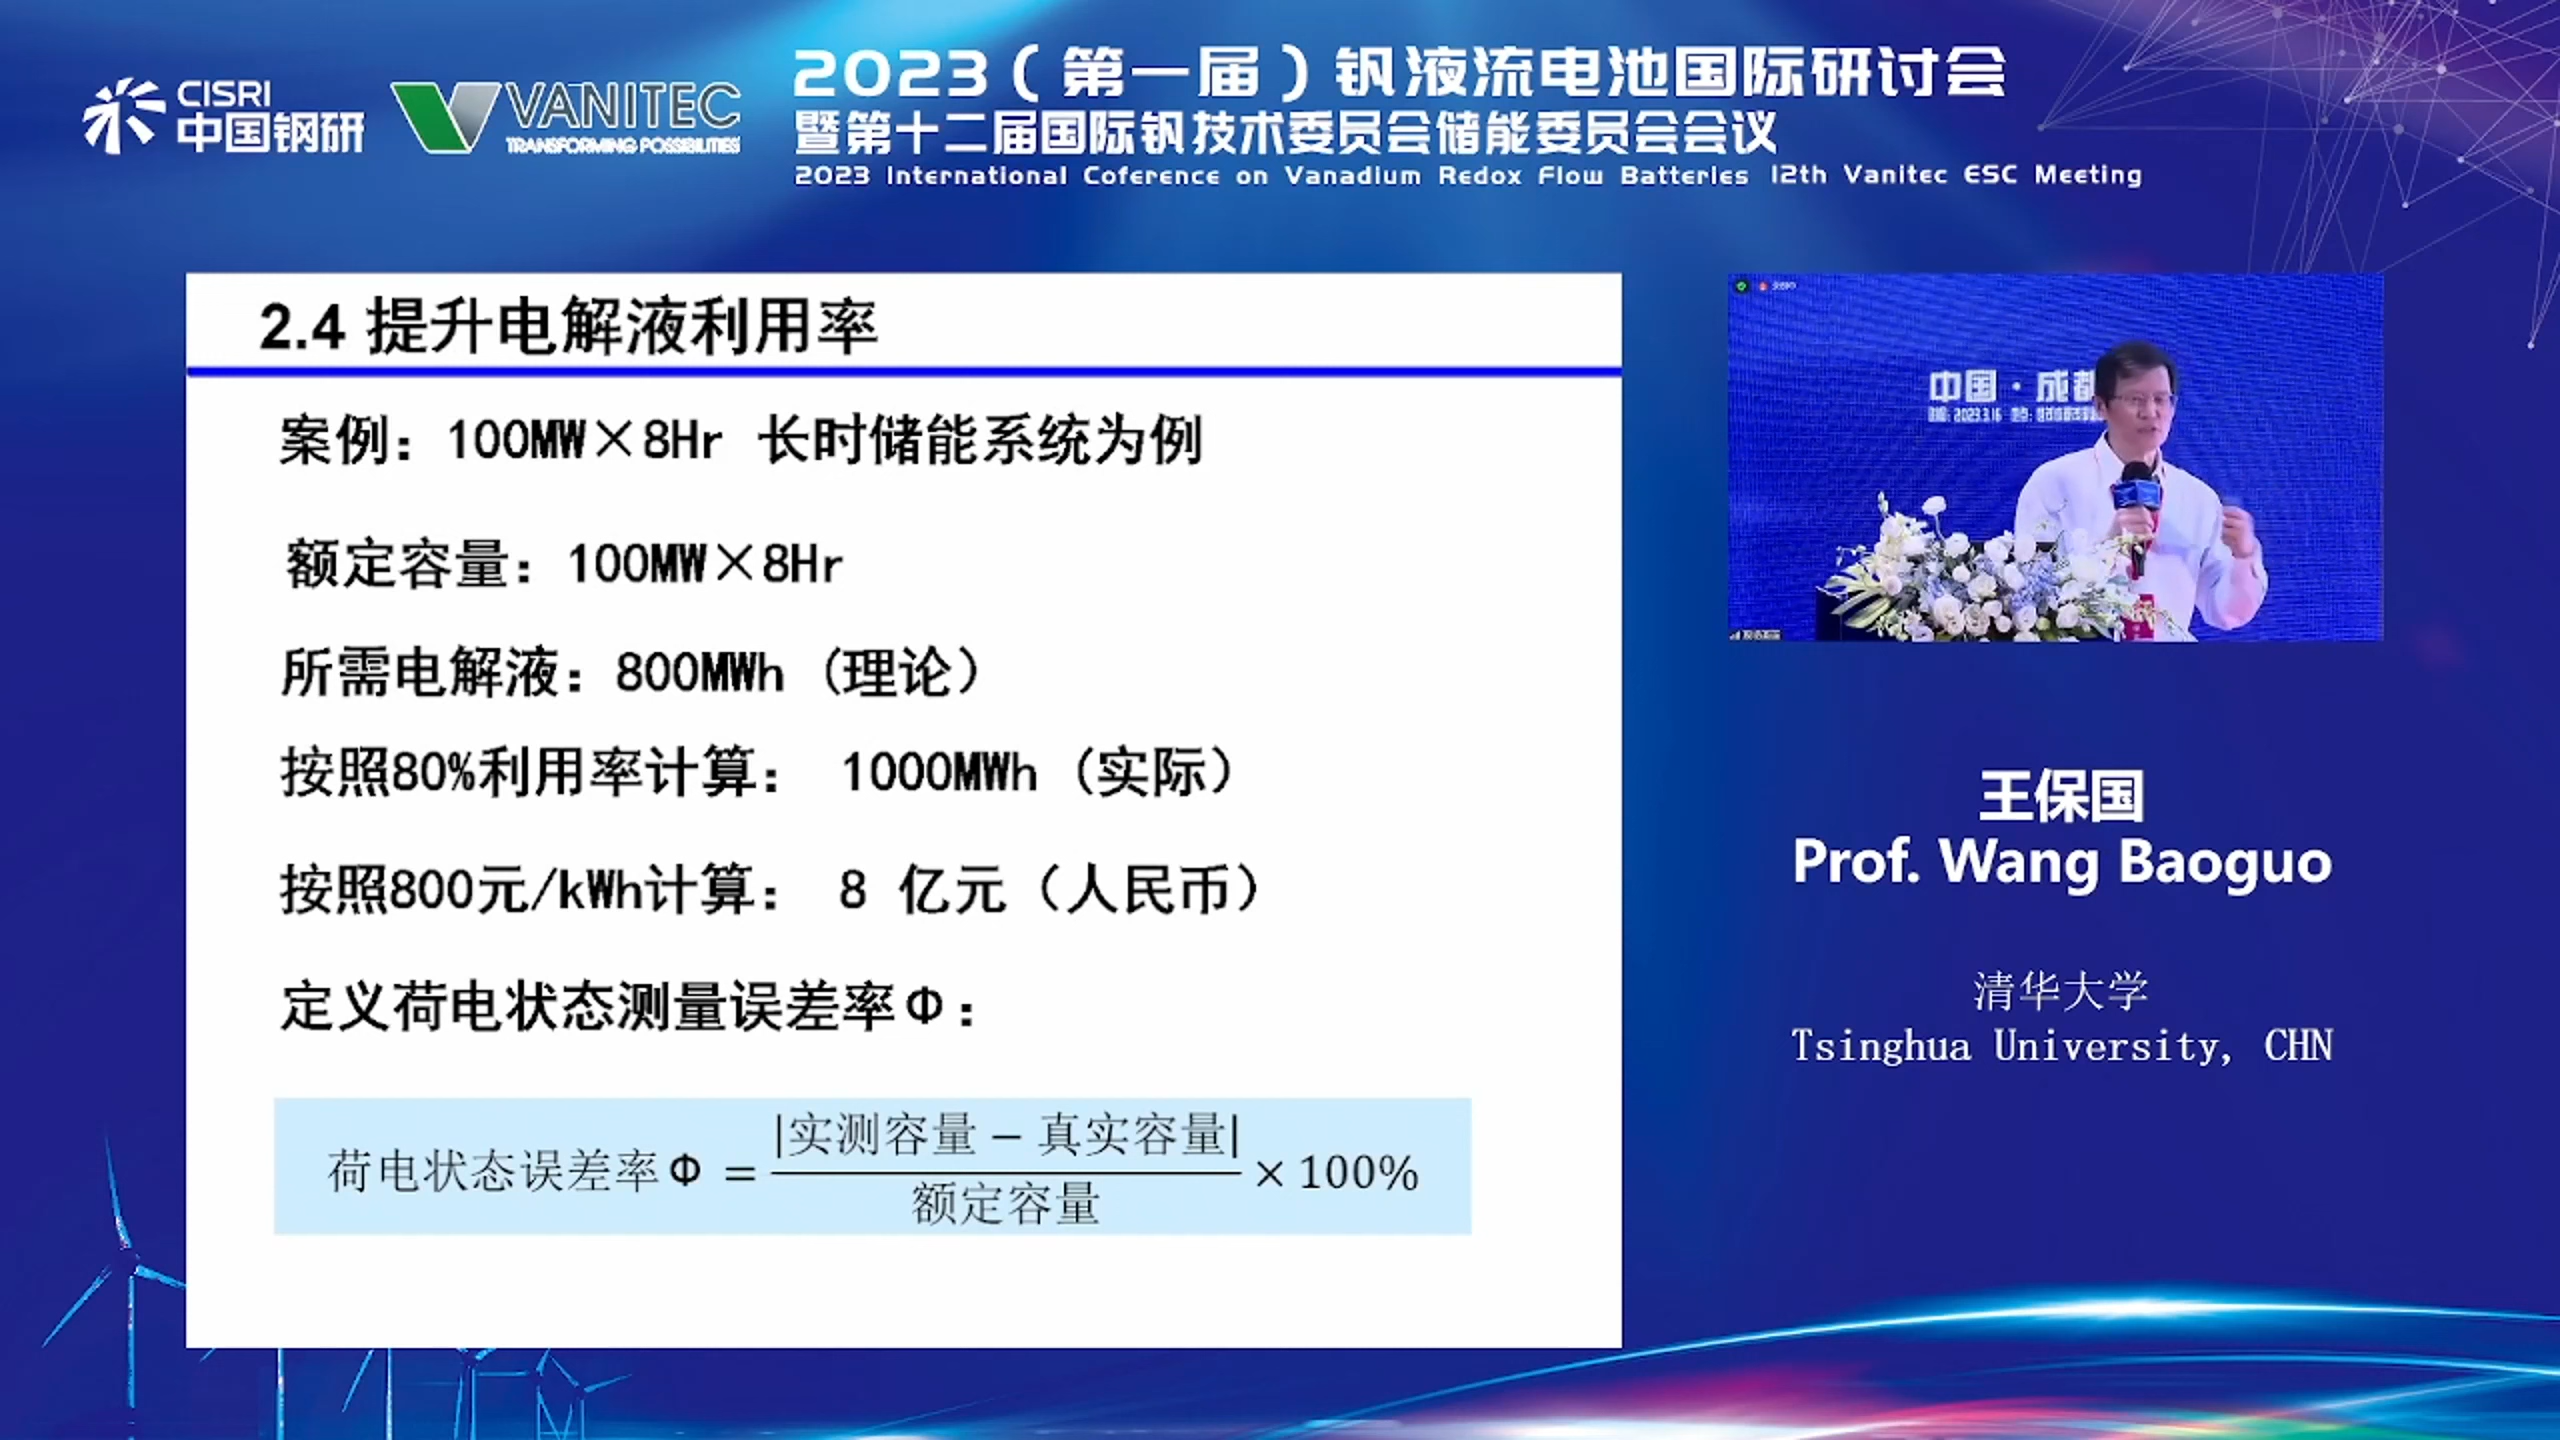 CISRI
中国钢研
VANITEC
TRANSFORMING POSSIBILITIES
2023（第一届）钒液流电池国际研讨会
暨第十二届国际钒技术委员会储能委员会会议
2023 International Coference on Vanadium Redox Flow Batteries 12th Vanitec ESC Meeting
2.4 提升电解液利用率
案例：100MW×8Hr 长时储能系统为例
额定容量：100MW×8Hr
所需电解液：800MWh（理论）
按照80%利用率计算： 1000MWh（实际）
按照800元/kWh计算： 8 亿元（人民币）
定义荷电状态测量误差率Φ：
荷电状态误差率Φ = |实测容量 − 真实容量| / 额定容量 × 100%
中国·成都
2023.3.16
王保国
Prof. Wang Baoguo
清华大学
Tsinghua University, CHN